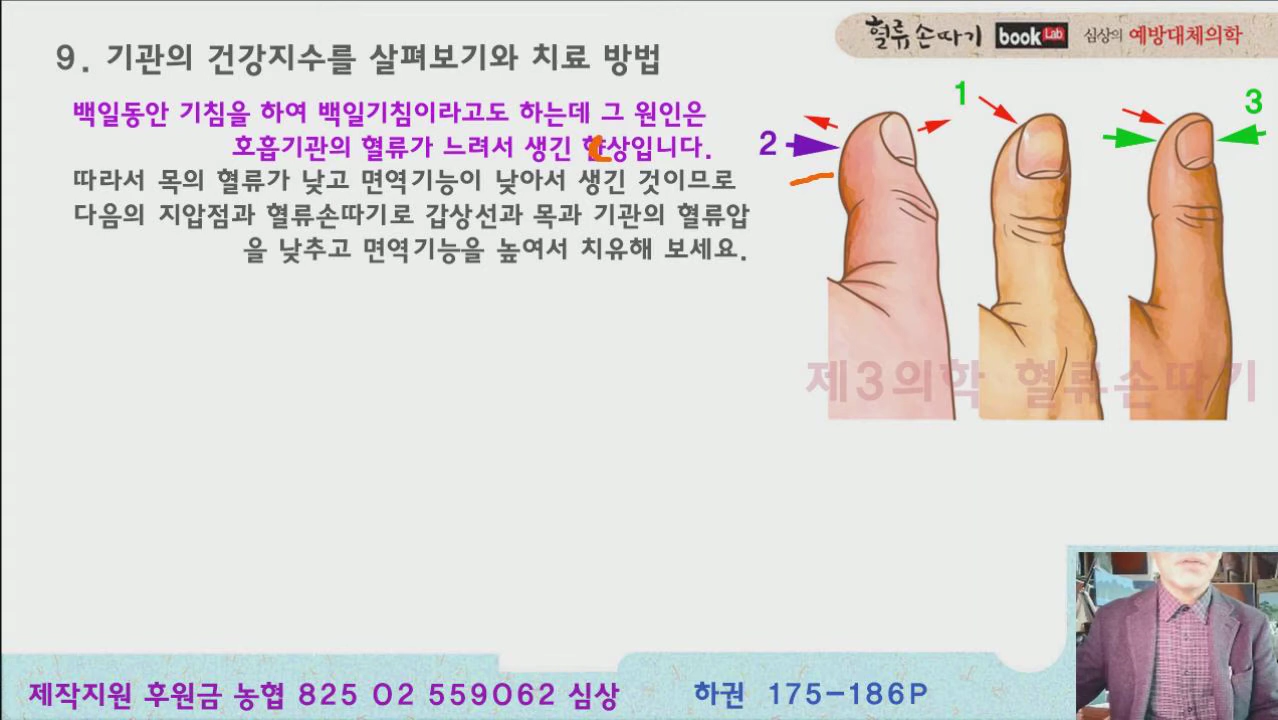 9. 기관의 건강지수를 살펴보기와 치료 방법
혈류 손따기 book Lab 심상의 예방대체의학
백일동안 기침을 하여 백일기침이라고도 하는데 그 원인은
호흡기관의 혈류가 느려서 생긴 향상입니다.
따라서 목의 혈류가 낮고 면역기능이 낮아서 생긴 것이므로
다음의 지압점과 혈류손따기로 갑상선과 목과 기관의 혈류압
을 낮추고 면역기능을 높여서 치유해 보세요.
1
2
3
제3의학 혈류손따기
제작지원 후원금 농협 825 02 559062 심상
하권 175-186P